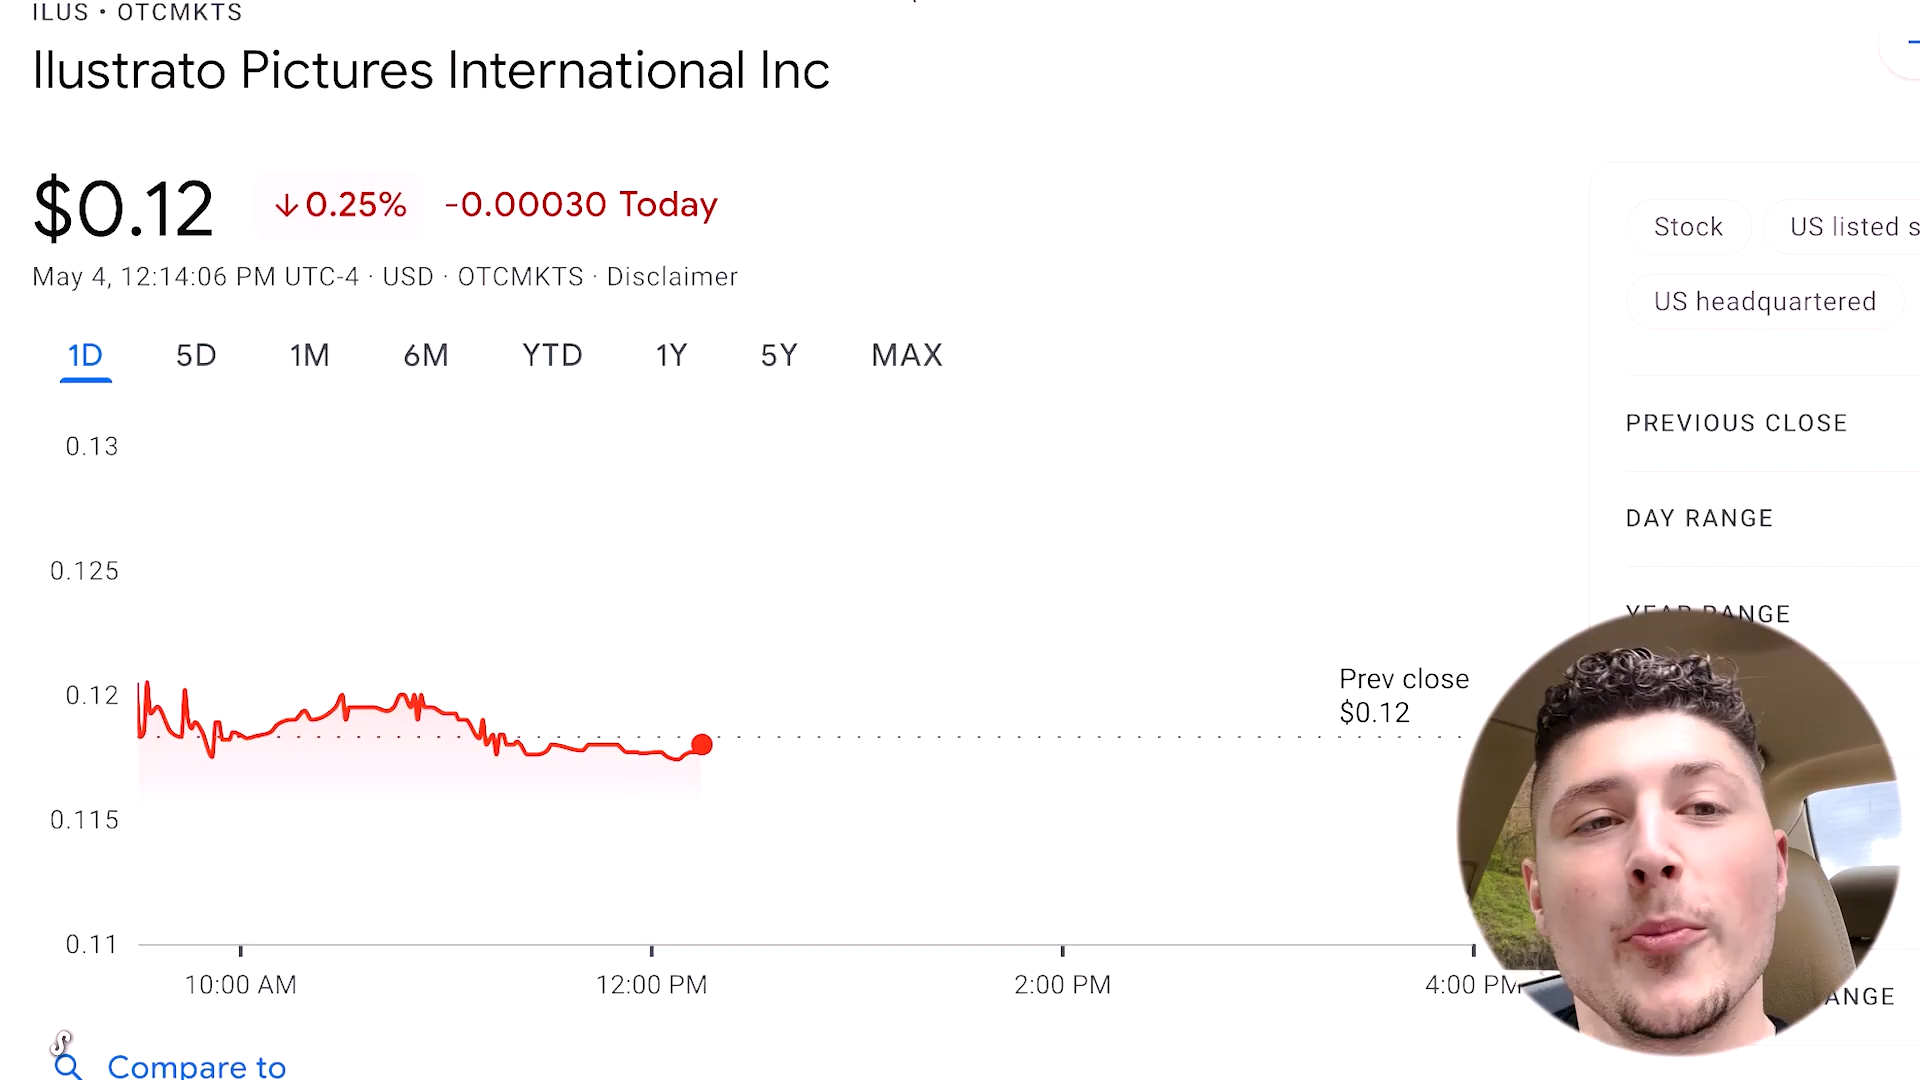 ILUS • OTCMKTS
Ilustrato Pictures International Inc
$0.12 ↓0.25% -0.00030 Today
May 4, 12:14:06 PM UTC-4 · USD · OTCMKTS · Disclaimer
1D 5D 1M 6M YTD 1Y 5Y MAX
0.13
0.125
0.12
0.115
0.11
Prev close
$0.12
10:00 AM 12:00 PM 2:00 PM 4:00 PM
Compare to
Stock
US listed s
US headquartered
PREVIOUS CLOSE
DAY RANGE
YEAR RANGE
ANGE